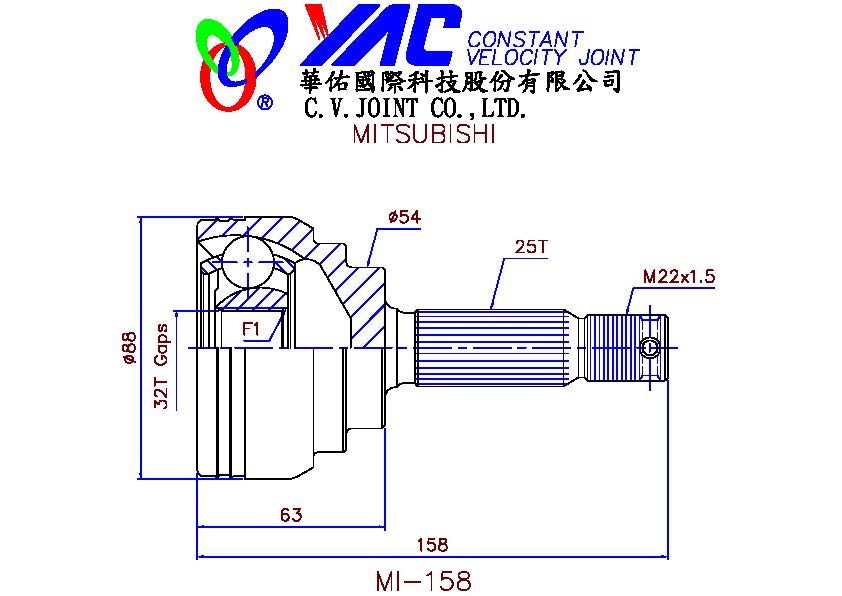 YAC CONSTANT
VELOCITY JOINT
®
華佑國際科技股份有限公司
C.V.JOINT CO.,LTD.
MITSUBISHI
ø54
25T
M22x1.5
F1
ø88
32T Gaps
63
158
MI-158